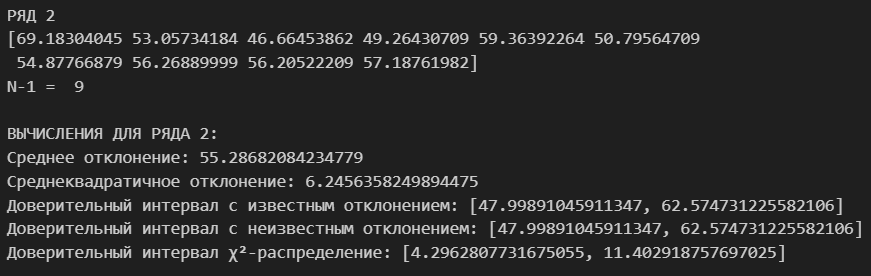 РЯД 2
[69.18304045 53.05734184 46.66453862 49.26430709 59.36392264 50.79564709
54.87766879 56.26889999 56.20522209 57.18761982]
N-1 =  9
ВЫЧИСЛЕНИЯ ДЛЯ РЯДА 2:
Среднее отклонение: 55.28682084234779
Среднеквадратичное отклонение: 6.2456358249894475
Доверительный интервал с известным отклонением: [47.99891045911347, 62.574731225582106]
Доверительный интервал с неизвестным отклонением: [47.99891045911347, 62.574731225582106]
Доверительный интервал χ²-распределение: [4.2962807731675055, 11.402918757697025]